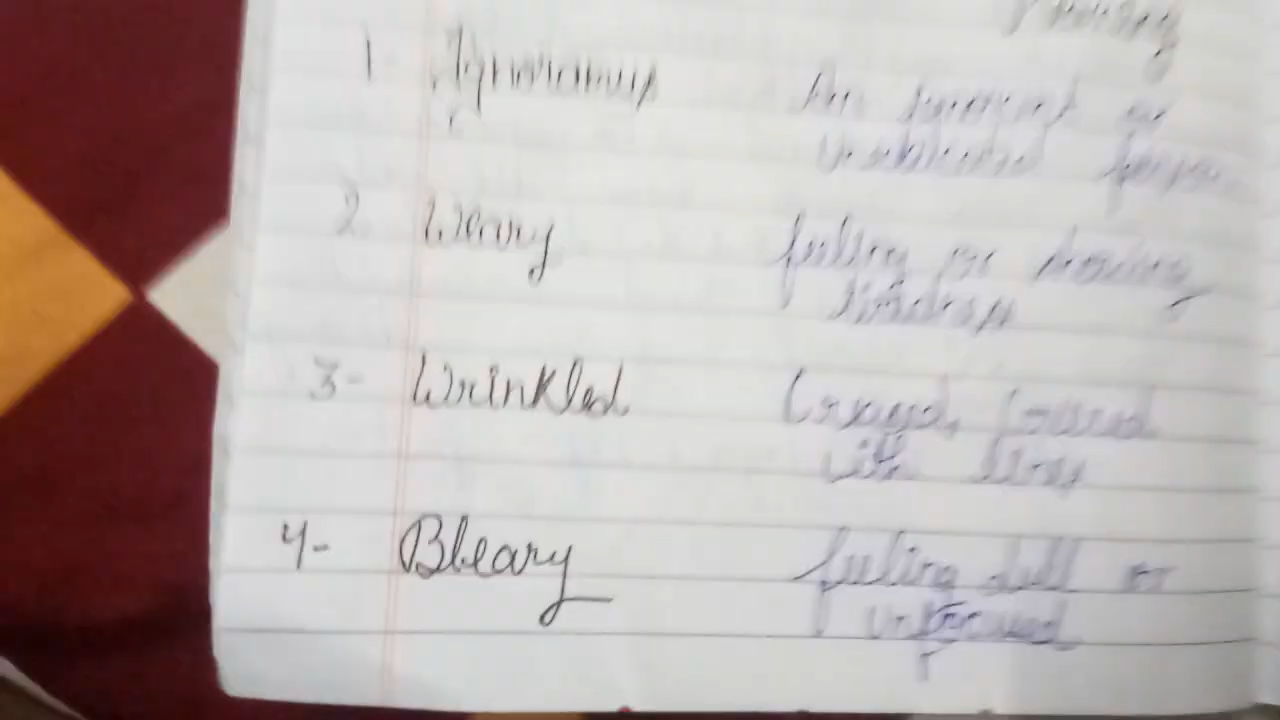 Meaning
1- Ignoramus An ignorant or
uneducated person
2. Weary feeling or showing
tiredness
3- Wrinkled Creased, Covered
with lines
4- Bleary feeling dull or
unfocused